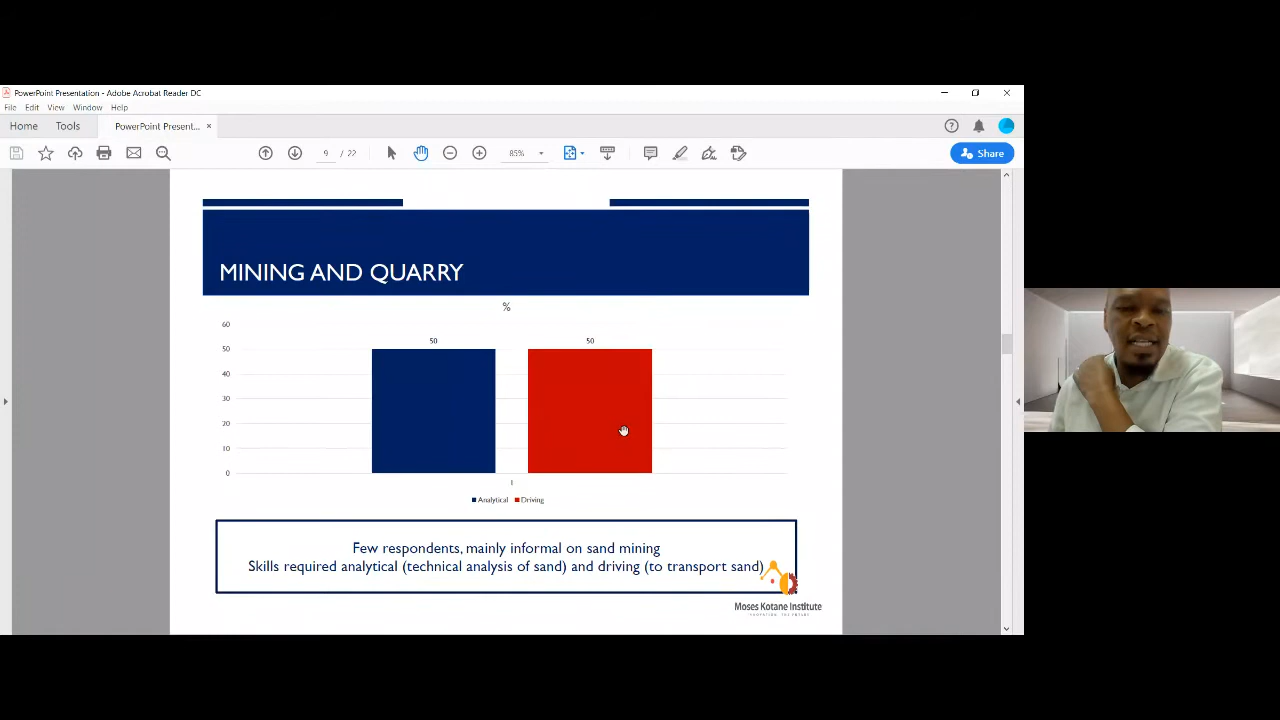 PowerPoint Presentation - Adobe Acrobat Reader DC
File Edit View Window Help
Home Tools PowerPoint Present... ×
9 / 22 85% Share
MINING AND QUARRY
%
60
50 50
50
40
30
20
10
0
1
Analytical Driving
Few respondents, mainly informal on sand mining
Skills required analytical (technical analysis of sand) and driving (to transport sand)
Moses Kotane Institute